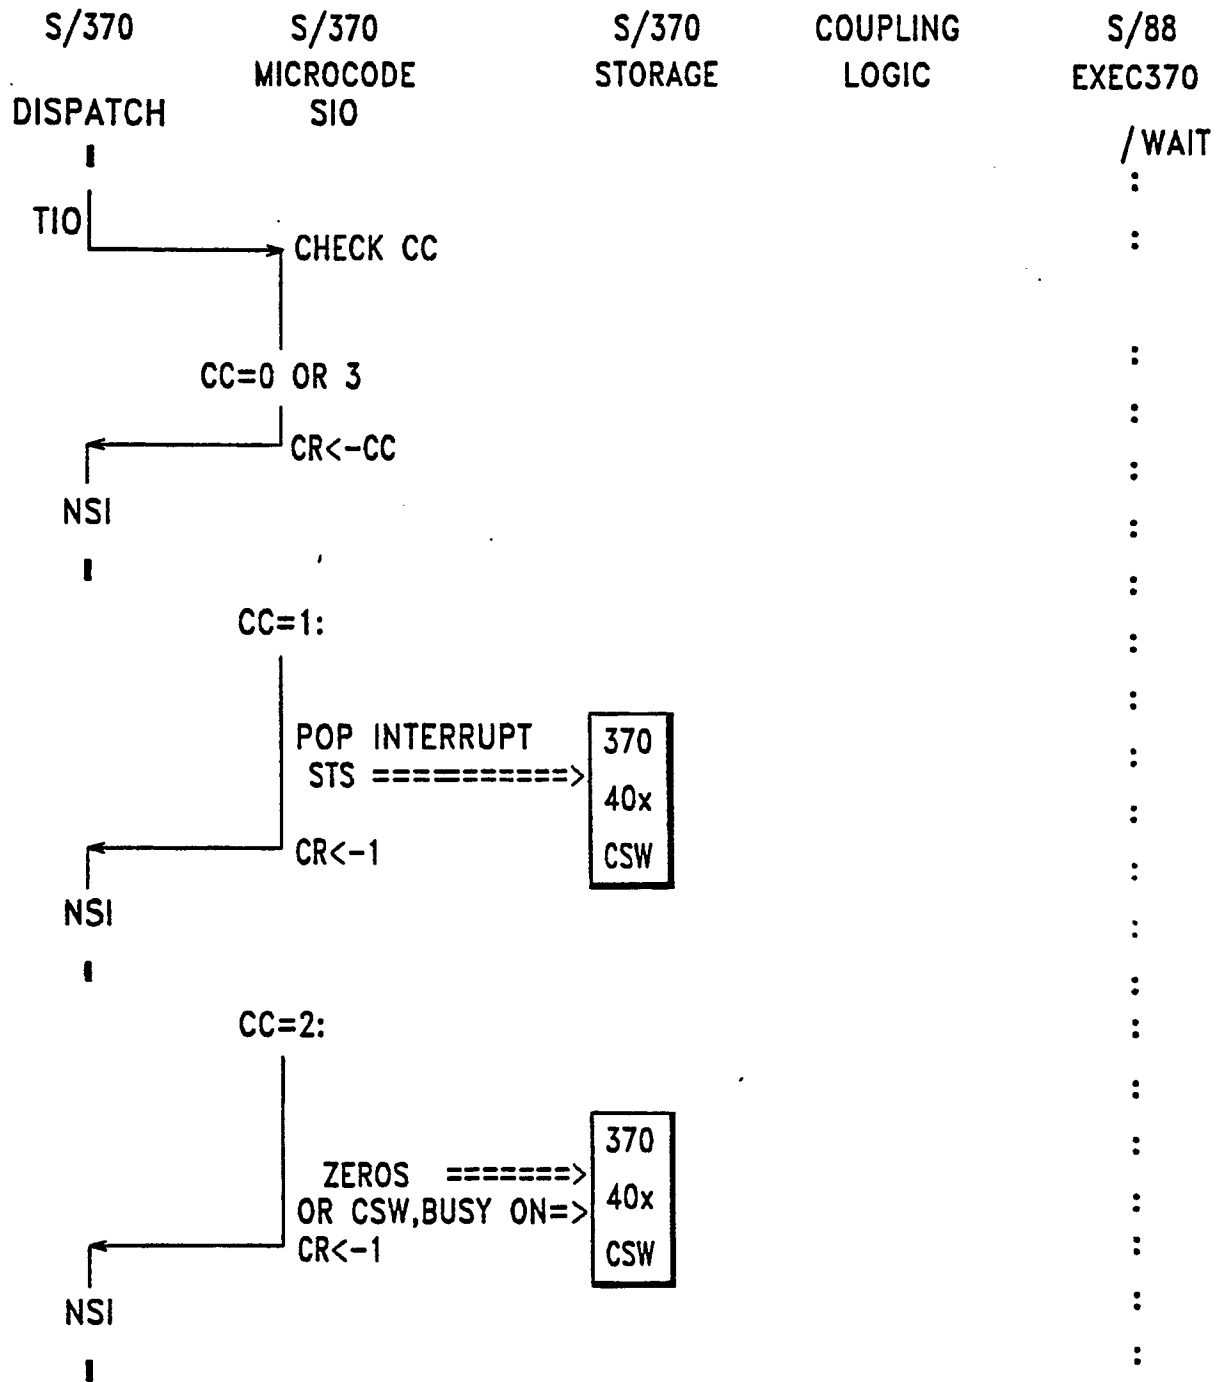 S/370 S/370 S/370 COUPLING S/88
MICROCODE STORAGE LOGIC EXEC370
DISPATCH SIO
/WAIT
TIO
CHECK CC
CC=0 OR 3
CR<-CC
NSI
CC=1:
POP INTERRUPT
STS ===========>
370
40x
CSW
CR<-1
NSI
CC=2:
ZEROS =======>
OR CSW,BUSY ON=>
370
40x
CSW
CR<-1
NSI